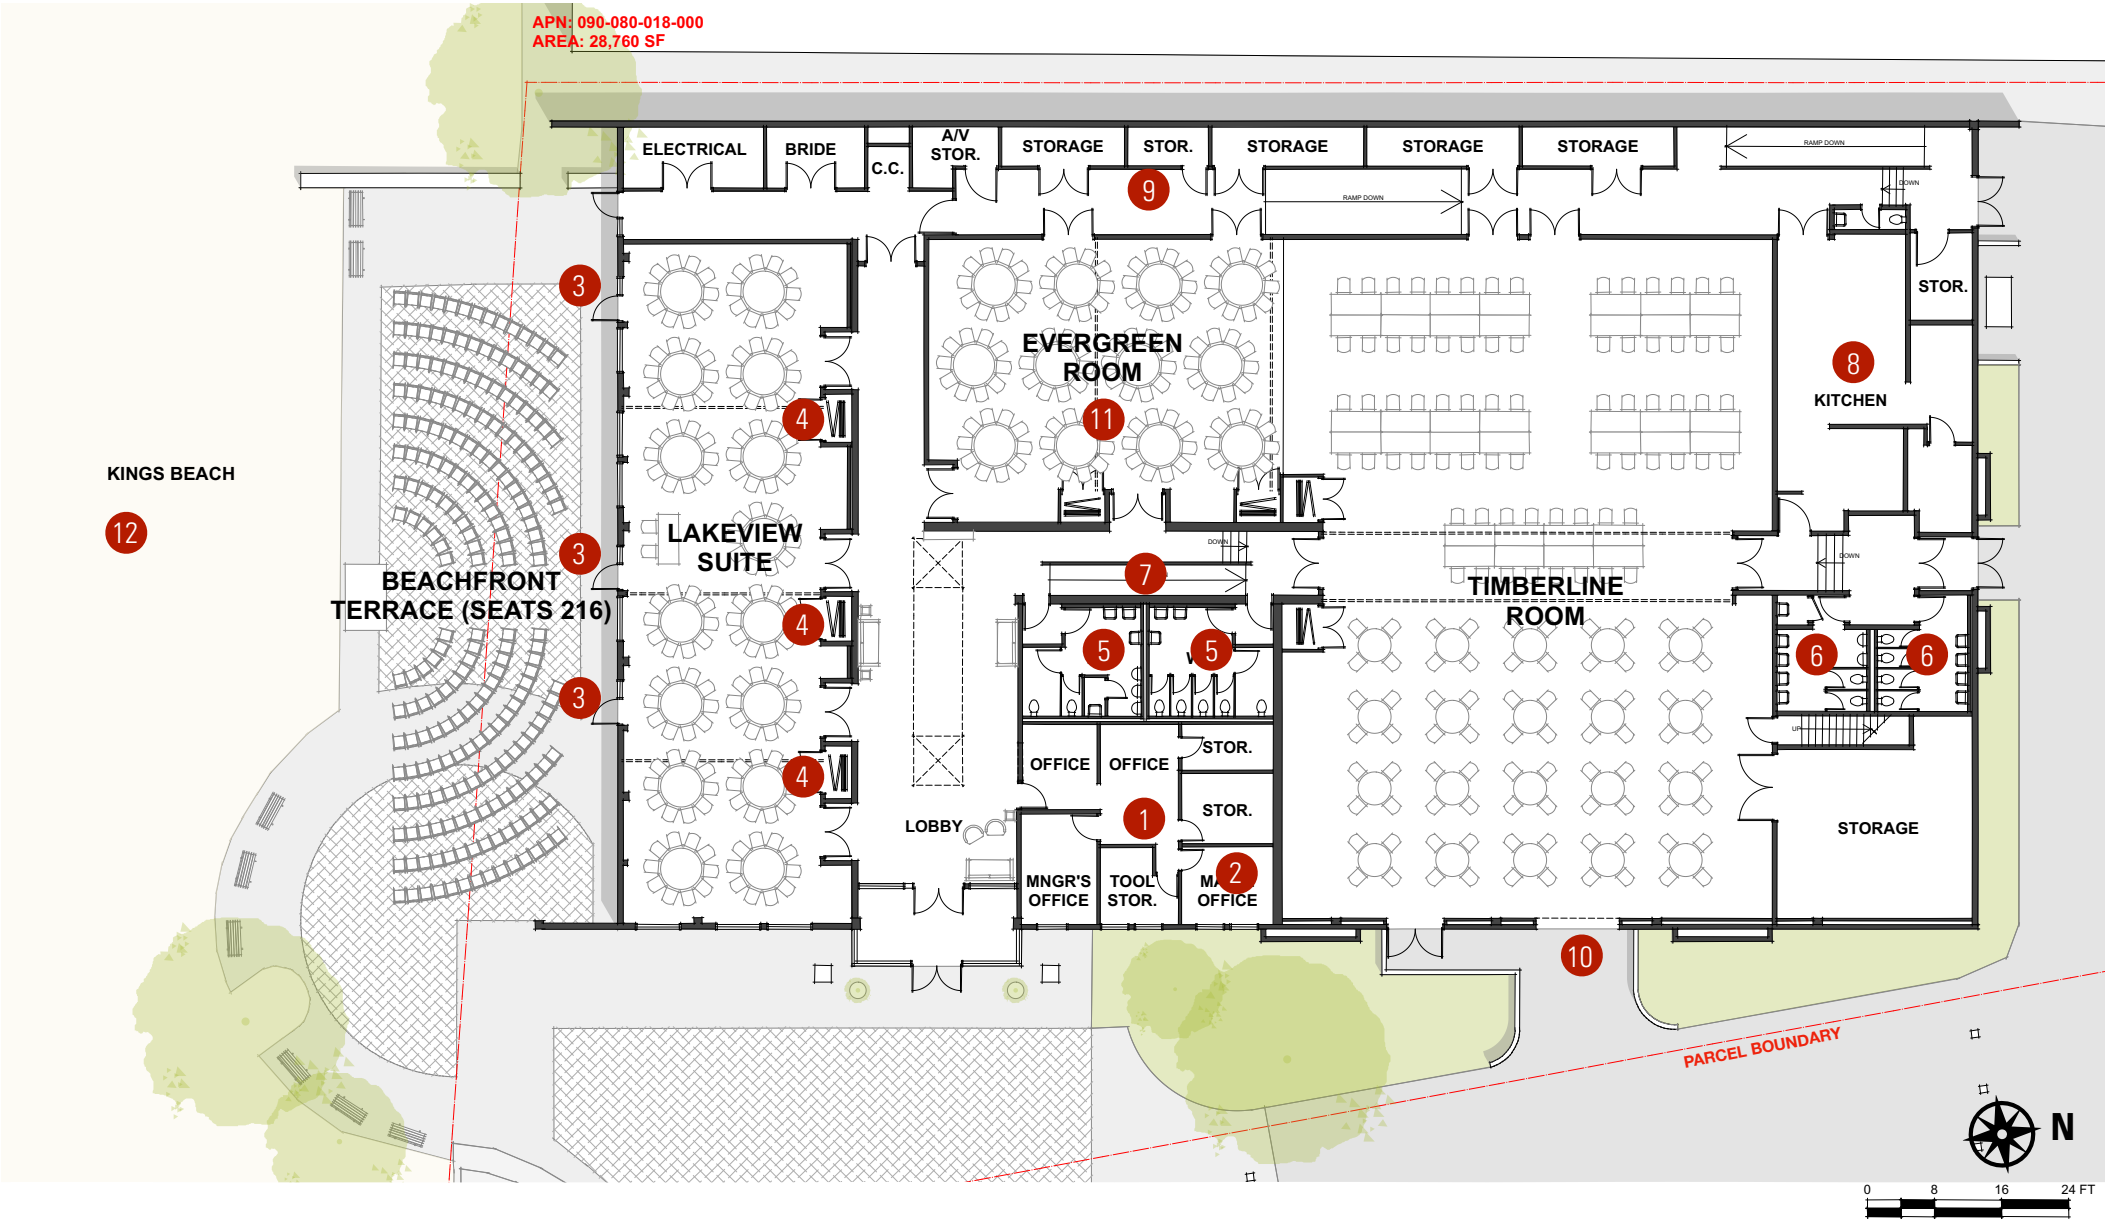 APN: 090-080-018-000
AREA: 28,760 SF
ELECTRICAL
BRIDE
C.C.
A/V
STOR.
STORAGE
STOR.
STORAGE
STORAGE
STORAGE
RAMP DOWN
9
RAMP DOWN
DOWN
3
STOR.
EVERGREEN
ROOM
8
KITCHEN
4
11
KINGS BEACH
12
LAKEVIEW
SUITE
3
DOWN
DOWN
7
BEACHFRONT
TERRACE (SEATS 216)
TIMBERLINE
ROOM
4
5
5
6
6
3
UP
OFFICE
OFFICE
STOR.
4
STOR.
1
LOBBY
STORAGE
MNGR'S
OFFICE
TOOL
STOR.
2
OFFICE
10
PARCEL BOUNDARY
N
0 8 16 24 FT